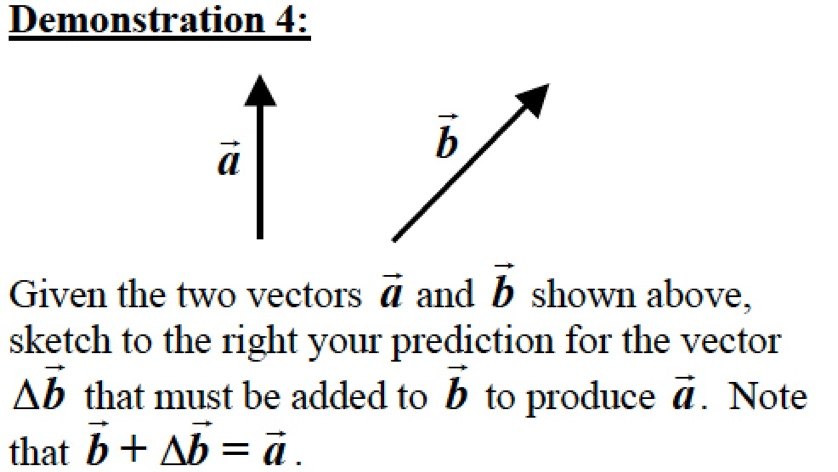 Demonstration 4:
a⃗
b⃗
Given the two vectors a⃗ and b⃗ shown above,
sketch to the right your prediction for the vector
Δb⃗ that must be added to b⃗ to produce a⃗. Note
that b⃗ + Δb⃗ = a⃗.